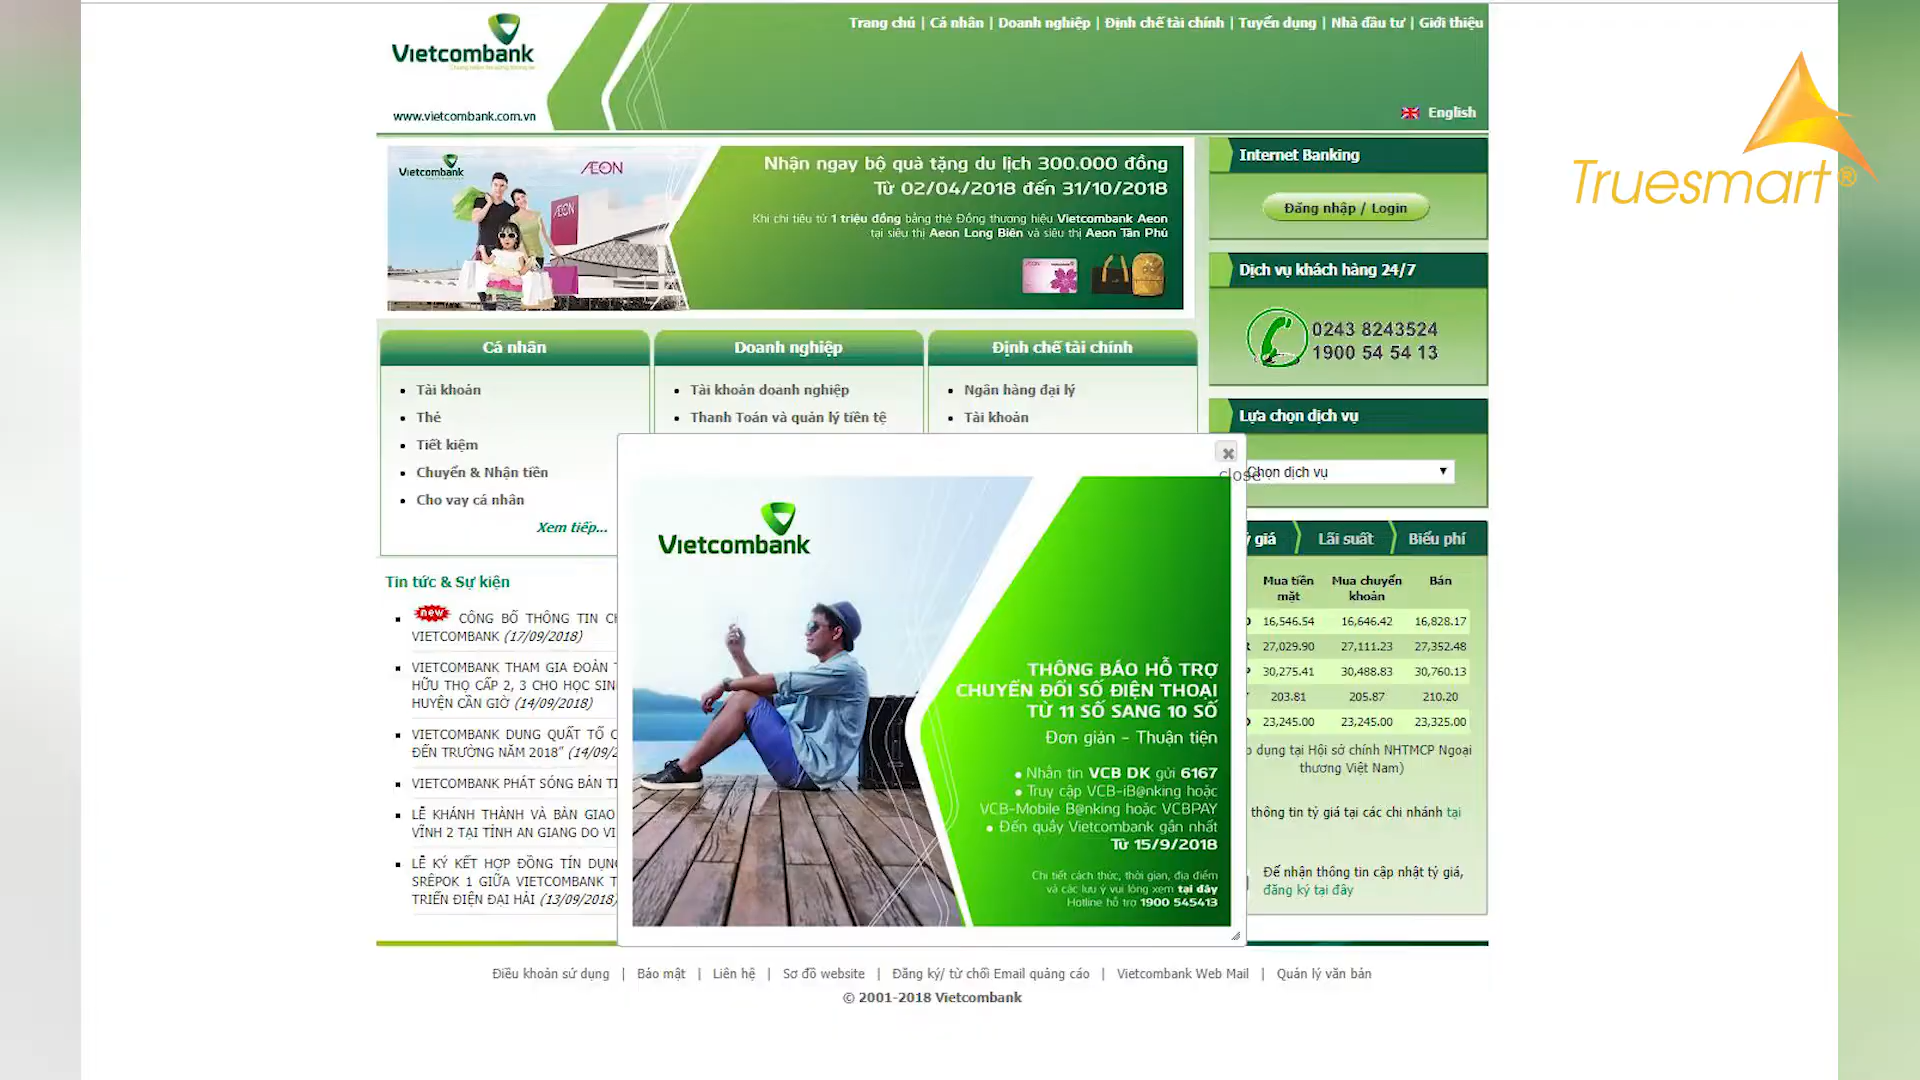 Vietcombank
www.vietcombank.com.vn
Trang chủ | Cá nhân | Doanh nghiệp | Định chế tài chính | Tuyển dụng | Nhà đầu tư | Giới thiệu
English
Truesmart®
Vietcombank
AEON
AEON
Nhận ngay bộ quà tặng du lịch 300.000 đồng
Từ 02/04/2018 đến 31/10/2018
Khi chi tiêu từ 1 triệu đồng bằng thẻ Đồng thương hiệu Vietcombank Aeon
tại siêu thị Aeon Long Biên và siêu thị Aeon Tân Phú
Internet Banking
Đăng nhập / Login
Dịch vụ khách hàng 24/7
0243 8243524
1900 54 54 13
Cá nhân
Tài khoản
Thẻ
Tiết kiệm
Chuyển & Nhận tiền
Cho vay cá nhân
Xem tiếp...
Doanh nghiệp
Tài khoản doanh nghiệp
Thanh Toán và quản lý tiền tệ
Định chế tài chính
Ngân hàng đại lý
Tài khoản
Lựa chọn dịch vụ
Chọn dịch vụ
close
Tin tức & Sự kiện
new CÔNG BỐ THÔNG TIN
VIETCOMBANK (17/09/2018)
VIETCOMBANK THAM GIA ĐOÀN
HỮU THỌ CẤP 2, 3 CHO HỌC
HUYỆN CẦN GIỜ (14/09/2018)
VIETCOMBANK DUNG QUẤT TỔ
ĐẾN TRƯỜNG NĂM 2018" (14/09/2
VIETCOMBANK PHÁT SÓNG BẢN
LỄ KHÁNH THÀNH VÀ BÀN GIAO
VĨNH 2 TẠI TỈNH AN GIANG DO
LỄ KÝ KẾT HỢP ĐỒNG TÍN DỤNG
SRÊPOK 1 GIỮA VIETCOMBANK
TRIỂN ĐIỆN ĐẠI HẢI (13/09/2018)
Vietcombank
THÔNG BÁO HỖ TRỢ
CHUYỂN ĐỔI SỐ ĐIỆN THOẠI
TỪ 11 SỐ SANG 10 SỐ
Đơn giản – Thuận tiện
Nhắn tin VCB DK gửi 6167
Truy cập VCB-iB@nking hoặc
VCB-Mobile B@nking hoặc VCBPAY
Đến quầy Vietcombank gần nhất
Từ 15/9/2018
Chi tiết cách thức, thời gian, địa điểm
và các lưu ý vui lòng xem tại đây
Hotline hỗ trợ 1900 545413
giá Lãi suất Biểu phí
Mua tiền mặt Mua chuyển khoản Bán
16,546.54 16,646.42 16,828.17
27,029.90 27,111.23 27,352.48
30,275.41 30,488.83 30,760.13
203.81 205.87 210.20
23,245.00 23,245.00 23,325.00
dụng tại Hội sở chính NHTMCP Ngoại
thương Việt Nam)
thông tin tỷ giá tại các chi nhánh tại
Để nhận thông tin cập nhật tỷ giá,
đăng ký tại đây
Điều khoản sử dụng | Bảo mật | Liên hệ | Sơ đồ website | Đăng ký/ từ chối Email quảng cáo | Vietcombank Web Mail | Quản lý văn bản
© 2001-2018 Vietcombank